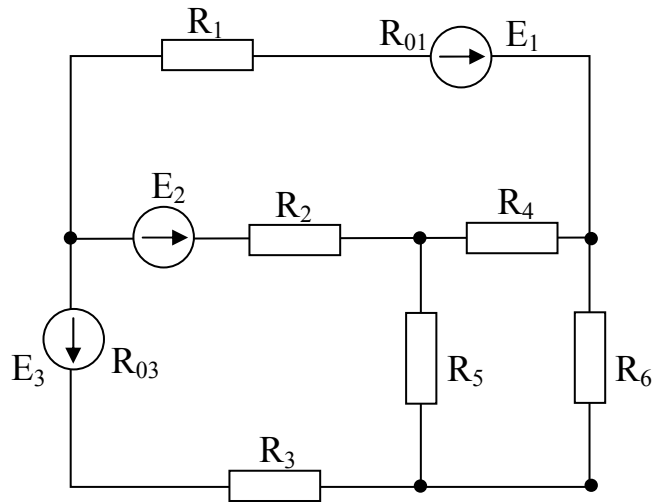 R₁
R₀₁
E₁
E₂
R₂
R₄
E₃
R₀₃
R₅
R₆
R₃